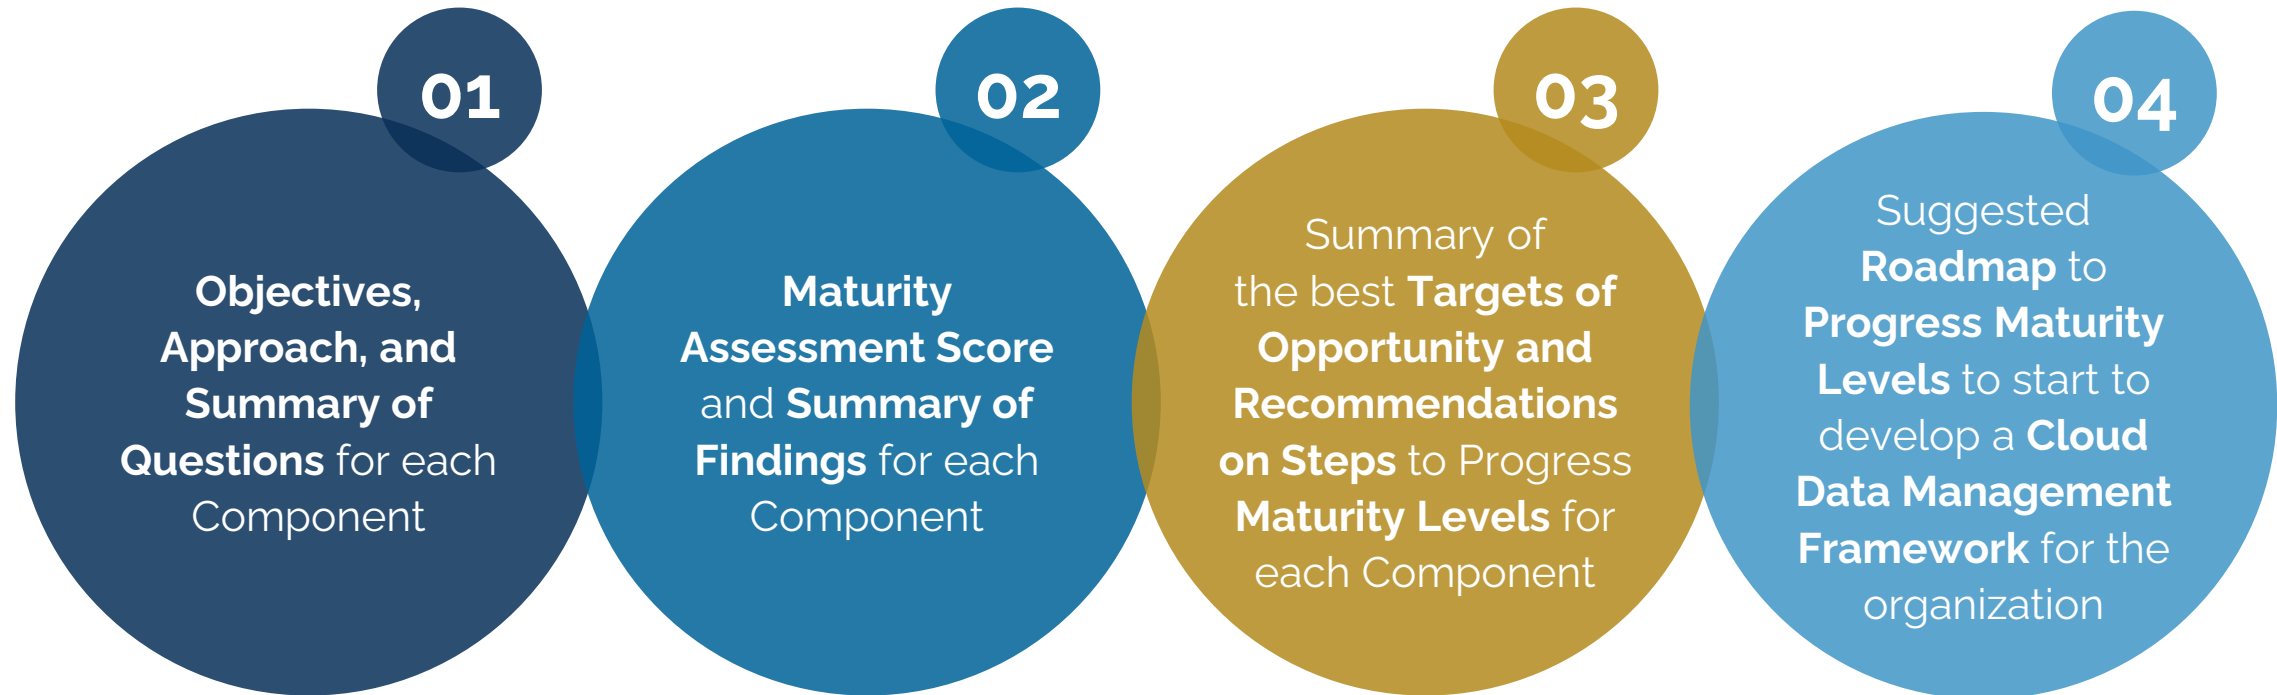 01
Objectives,
Approach, and
Summary of
Questions for each
Component
02
Maturity
Assessment Score
and Summary of
Findings for each
Component
03
Summary of
the best Targets of
Opportunity and
Recommendations
on Steps to Progress
Maturity Levels for
each Component
04
Suggested
Roadmap to
Progress Maturity
Levels to start to
develop a Cloud
Data Management
Framework for the
organization